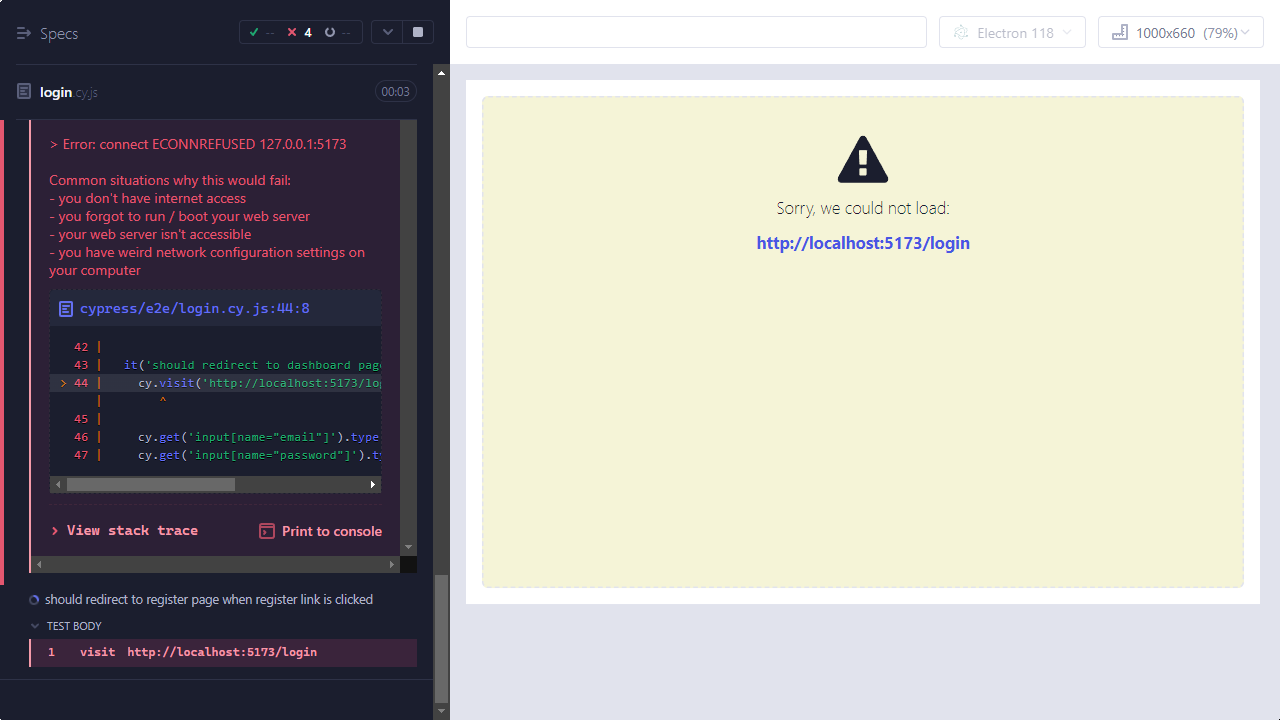 Specs
-- 4 --
Electron 118
1000x660 (79%)
login.cy.js
00:03
> Error: connect ECONNREFUSED 127.0.0.1:5173
Common situations why this would fail:
- you don't have internet access
- you forgot to run / boot your web server
- your web server isn't accessible
- you have weird network configuration settings on
your computer
cypress/e2e/login.cy.js:44:8
42 |
43 | it('should redirect to dashboard page
> 44 | cy.visit('http://localhost:5173/log
| ^
45 |
46 | cy.get('input[name="email"]').type
47 | cy.get('input[name="password"]').ty
> View stack trace
Print to console
should redirect to register page when register link is clicked
TEST BODY
1 visit http://localhost:5173/login
Sorry, we could not load:
http://localhost:5173/login